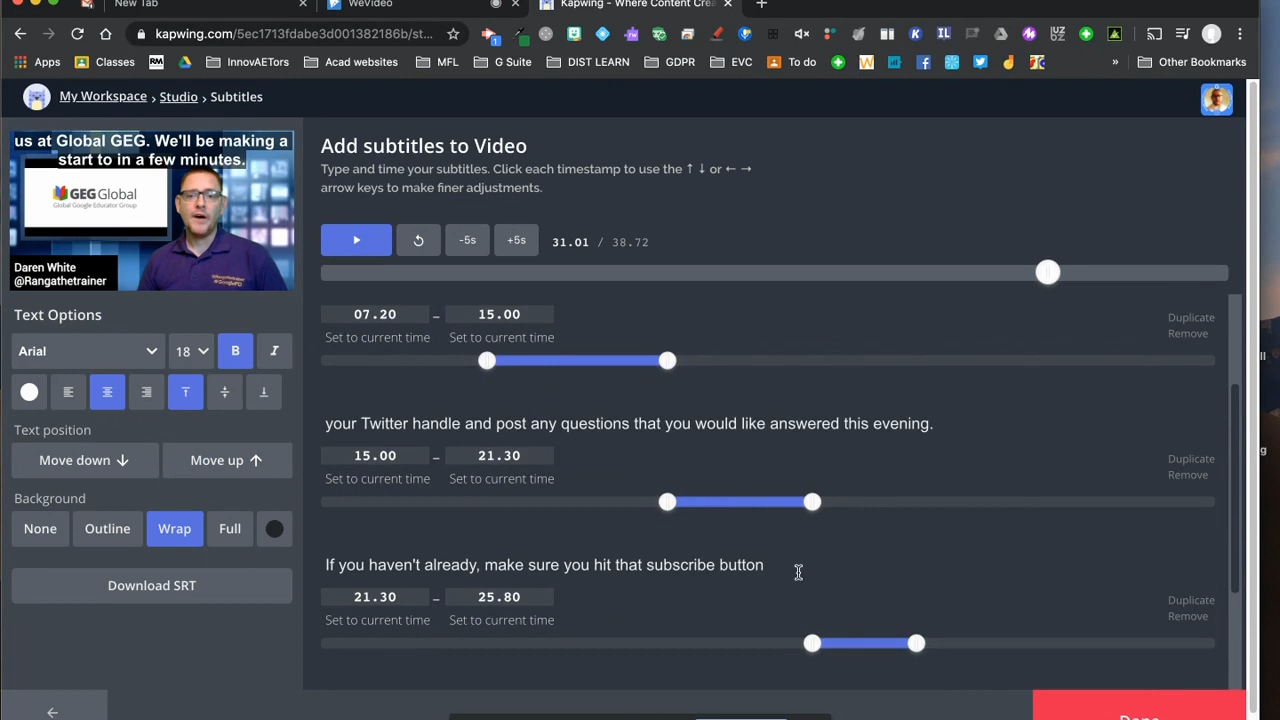 New Tab
×
WeVideo
×
Kapwing - Where Content Crea
×
+
kapwing.com/5ec1713fdabe3d001382186b/st...
Apps
Classes
RM
InnovAETors
Acad websites
MFL
G Suite
DIST LEARN
GDPR
EVC
To do
»
Other Bookmarks
My Workspace > Studio > Subtitles
us at Global GEG. We'll be making a
start to in a few minutes.
GEG Global
Global Google Educator Group
Daren White
@Rangathetrainer
Add subtitles to Video
Type and time your subtitles. Click each timestamp to use the ↑ ↓ or ← →
arrow keys to make finer adjustments.
-5s
+5s
31.01 / 38.72
Text Options
Arial
18
B
I
Text position
Move down ↓
Move up ↑
Background
None
Outline
Wrap
Full
Download SRT
07.20 – 15.00
Set to current time
Set to current time
Duplicate
Remove
your Twitter handle and post any questions that you would like answered this evening.
15.00 – 21.30
Set to current time
Set to current time
Duplicate
Remove
If you haven't already, make sure you hit that subscribe button
21.30 – 25.80
Set to current time
Set to current time
Duplicate
Remove
←
Done